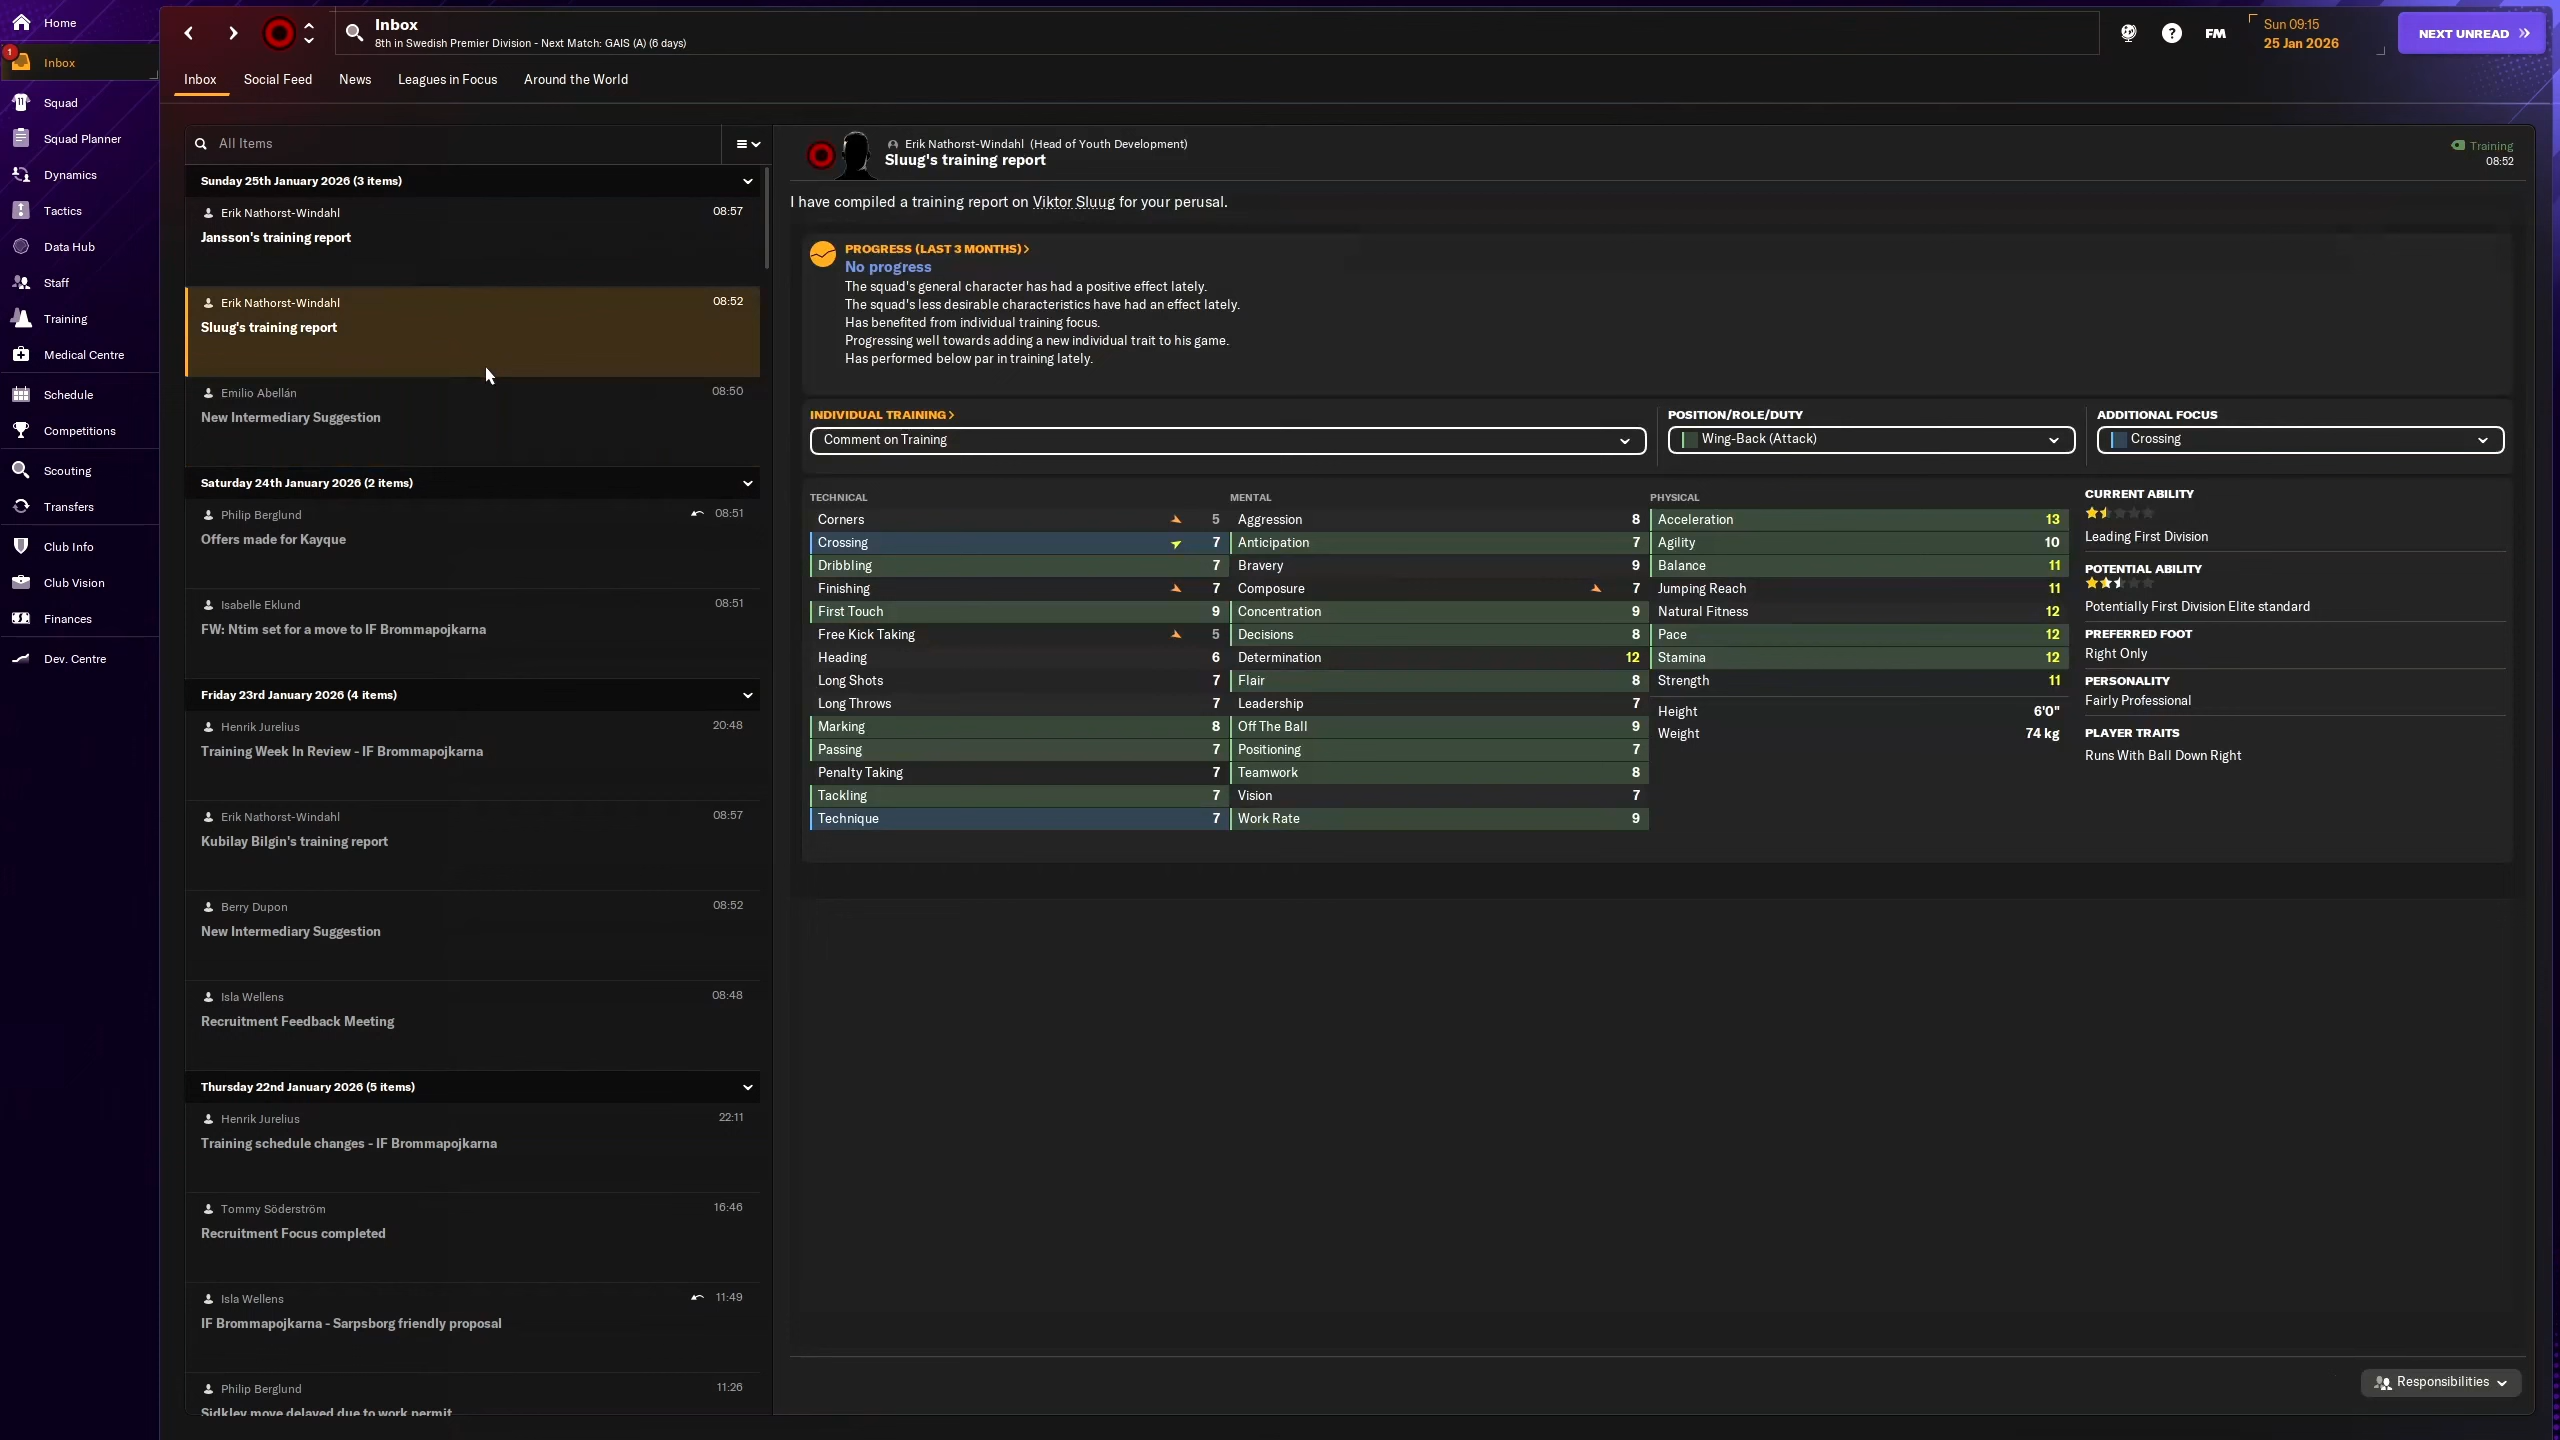 Home
1
Inbox
Squad
Squad Planner
Dynamics
Tactics
Data Hub
Staff
Training
Medical Centre
Schedule
Competitions
Scouting
Transfers
Club Info
Club Vision
Finances
Dev. Centre
Inbox
8th in Swedish Premier Division - Next Match: GAIS (A) (6 days)
FM
Sun 09:15
25 Jan 2026
NEXT UNREAD
Inbox Social Feed News Leagues in Focus Around the World
All Items
Sunday 25th January 2026 (3 items)
Erik Nathorst-Windahl 08:57
Jansson's training report
Erik Nathorst-Windahl 08:52
Sluug's training report
Emilio Abellán 08:50
New Intermediary Suggestion
Saturday 24th January 2026 (2 items)
Philip Berglund 08:51
Offers made for Kayque
Isabelle Eklund 08:51
FW: Ntim set for a move to IF Brommapojkarna
Friday 23rd January 2026 (4 items)
Henrik Jurelius 20:48
Training Week In Review - IF Brommapojkarna
Erik Nathorst-Windahl 08:57
Kubilay Bilgin's training report
Berry Dupon 08:52
New Intermediary Suggestion
Isla Wellens 08:48
Recruitment Feedback Meeting
Thursday 22nd January 2026 (5 items)
Henrik Jurelius 22:11
Training schedule changes - IF Brommapojkarna
Tommy Söderström 16:46
Recruitment Focus completed
Isla Wellens 11:49
IF Brommapojkarna - Sarpsborg friendly proposal
Philip Berglund 11:26
Sidkley move delayed due to work permit
Erik Nathorst-Windahl (Head of Youth Development)
Sluug's training report
Training
08:52
I have compiled a training report on Viktor Sluug for your perusal.
PROGRESS (LAST 3 MONTHS)
No progress
The squad's general character has had a positive effect lately.
The squad's less desirable characteristics have had an effect lately.
Has benefited from individual training focus.
Progressing well towards adding a new individual trait to his game.
Has performed below par in training lately.
INDIVIDUAL TRAINING
Comment on Training
POSITION/ROLE/DUTY
Wing-Back (Attack)
ADDITIONAL FOCUS
Crossing
TECHNICAL
Corners 5
Crossing 7
Dribbling 7
Finishing 7
First Touch 9
Free Kick Taking 5
Heading 6
Long Shots 7
Long Throws 7
Marking 8
Passing 7
Penalty Taking 7
Tackling 7
Technique 7
MENTAL
Aggression 8
Anticipation 7
Bravery 9
Composure 7
Concentration 9
Decisions 8
Determination 12
Flair 8
Leadership 7
Off The Ball 9
Positioning 7
Teamwork 8
Vision 7
Work Rate 9
PHYSICAL
Acceleration 13
Agility 10
Balance 11
Jumping Reach 11
Natural Fitness 12
Pace 12
Stamina 12
Strength 11
Height 6'0"
Weight 74 kg
CURRENT ABILITY
Leading First Division
POTENTIAL ABILITY
Potentially First Division Elite standard
PREFERRED FOOT
Right Only
PERSONALITY
Fairly Professional
PLAYER TRAITS
Runs With Ball Down Right
Responsibilities